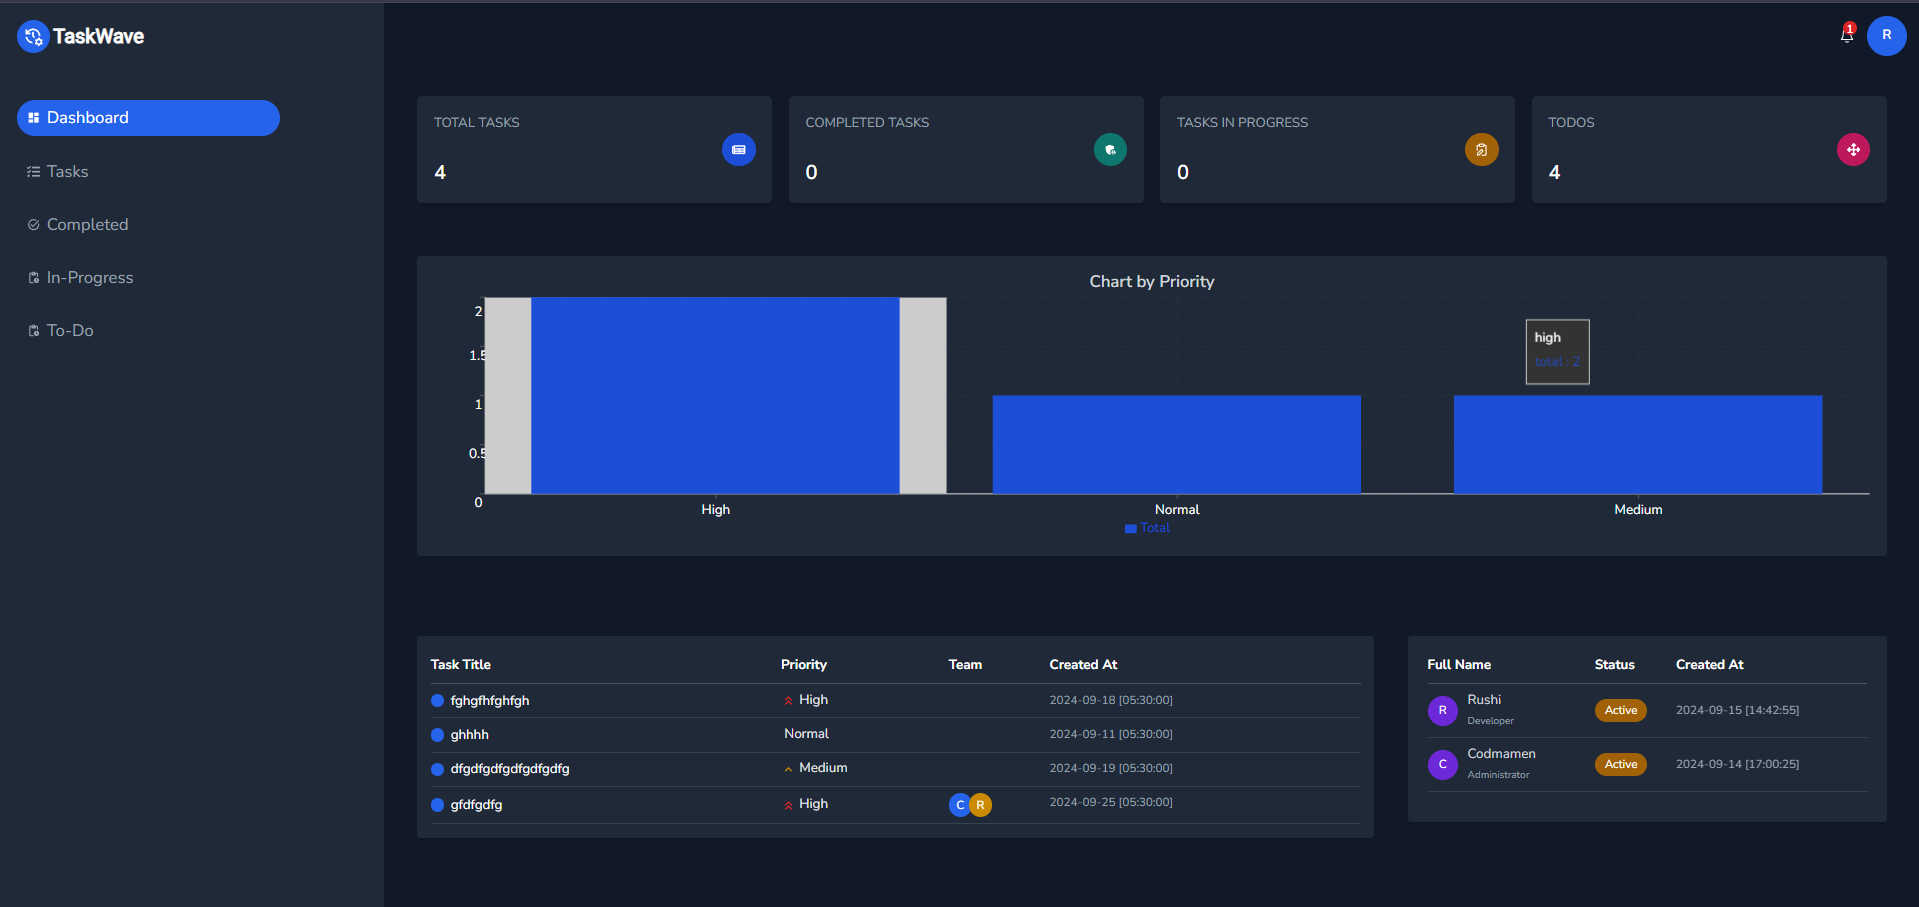 TaskWave
1
R
Dashboard
Tasks
Completed
In-Progress
To-Do
TOTAL TASKS
4
COMPLETED TASKS
0
TASKS IN PROGRESS
0
TODOS
4
Chart by Priority
2
1.5
1
0.5
0
high
total : 2
High Normal Medium
Total
Task Title Priority Team Created At
fghgfhfghfgh High 2024-09-18 [05:30:00]
ghhhh Normal 2024-09-11 [05:30:00]
dfgdfgdfgdfgdfgdfg Medium 2024-09-19 [05:30:00]
gfdfgdfg High C R 2024-09-25 [05:30:00]
Full Name Status Created At
R Rushi Active 2024-09-15 [14:42:55]
Developer
C Codmamen Active 2024-09-14 [17:00:25]
Administrator